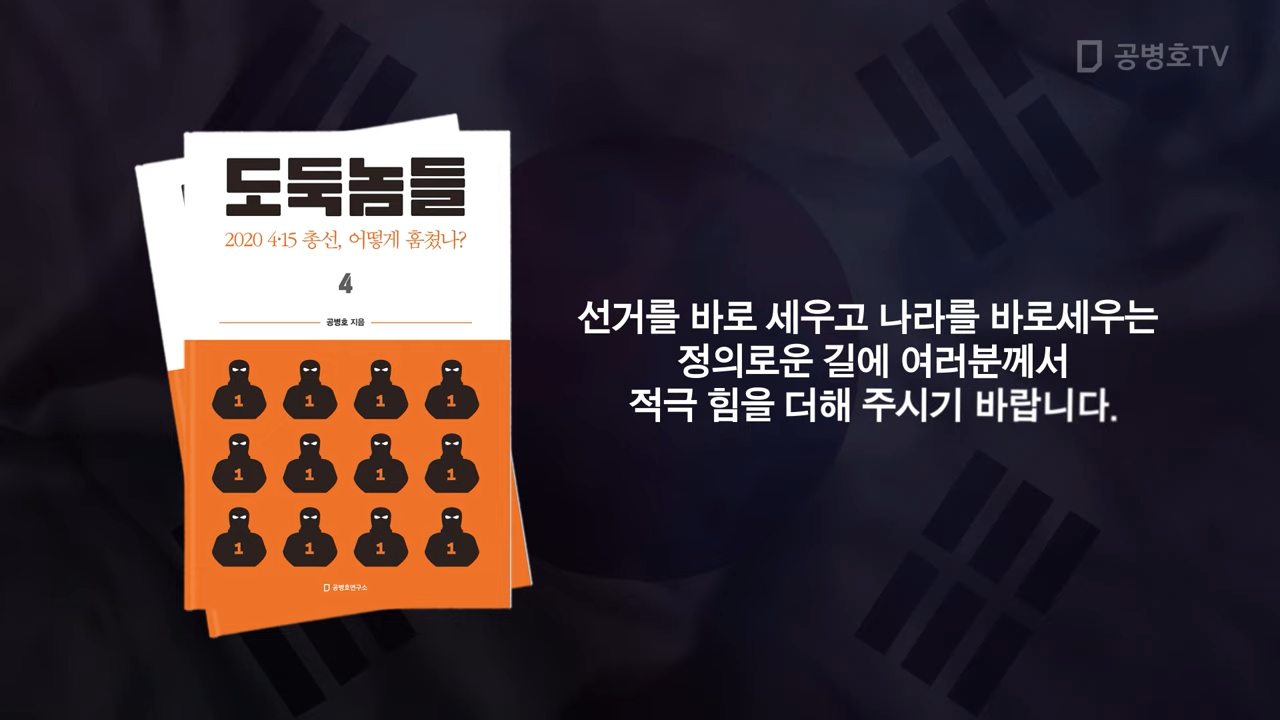 공병호TV
도둑놈들
2020 4·15 총선, 어떻게 훔쳤나?
4
공병호 지음
1 1 1 1
1 1 1 1
1 1 1 1
공병호연구소
선거를 바로 세우고 나라를 바로세우는
정의로운 길에 여러분께서
적극 힘을 더해 주시기 바랍니다.